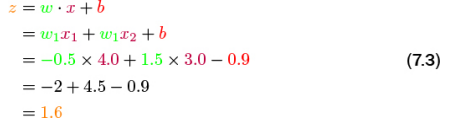 z = w · x + b
= w₁x₁ + w₁x₂ + b
= −0.5 × 4.0 + 1.5 × 3.0 − 0.9 (7.3)
= −2 + 4.5 − 0.9
= 1.6